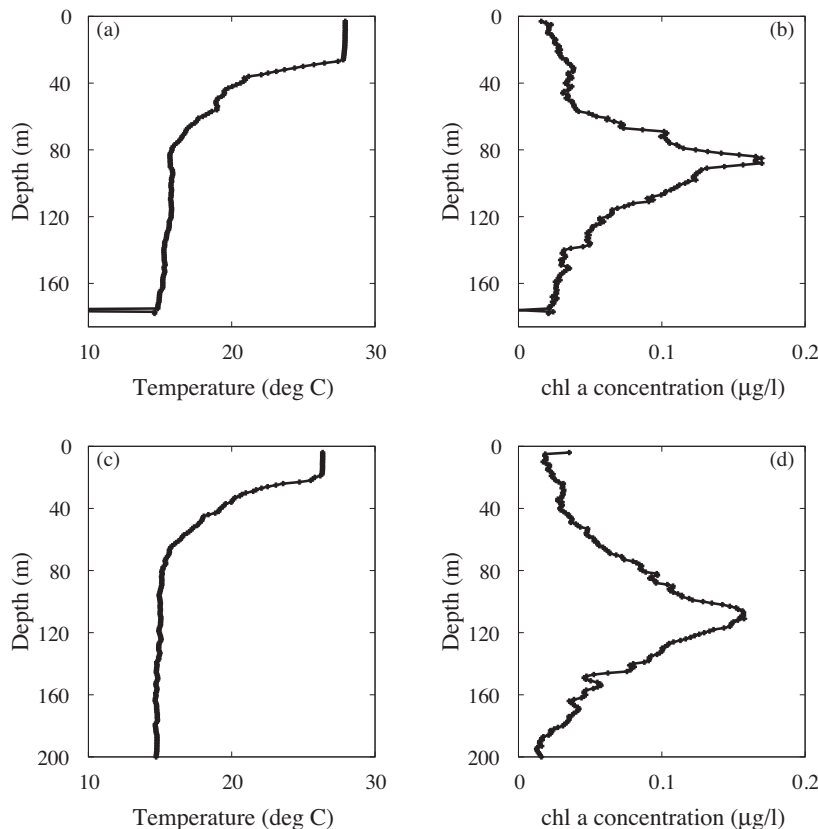 0
40
80
120
160
Depth (m)
(a)
10 20 30
Temperature (deg C)
0
40
80
120
160
Depth (m)
(b)
0 0.1 0.2
chl a concentration (μg/l)
0
40
80
120
160
200
Depth (m)
(c)
10 20 30
Temperature (deg C)
0
40
80
120
160
200
Depth (m)
(d)
0 0.1 0.2
chl a concentration (μg/l)